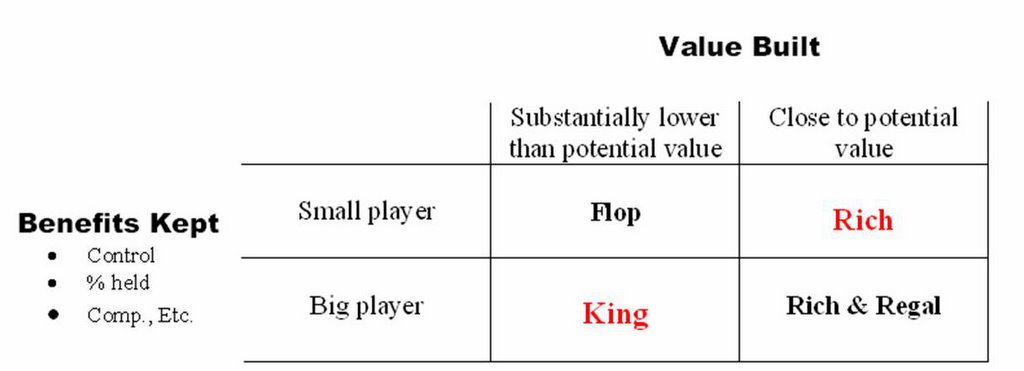 Value Built
Substantially lower
than potential value
Close to potential
value
Small player
Flop
Rich
Benefits Kept
• Control
• % held
• Comp., Etc.
Big player
King
Rich & Regal